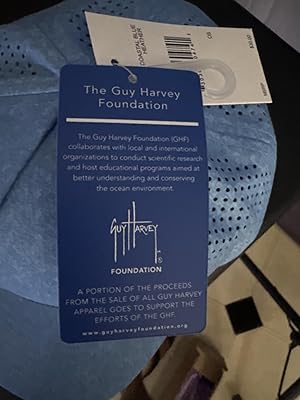 COASTAL BLUE
HEATHER
O/S
$30.00
The Guy Harvey
Foundation
The Guy Harvey Foundation (GHF)
collaborates with local and international
organizations to conduct scientific research
and host educational programs aimed at
better understanding and conserving
the ocean environment.
GUY HARVEY
®
FOUNDATION
A PORTION OF THE PROCEEDS
FROM THE SALE OF ALL GUY HARVEY
APPAREL GOES TO SUPPORT THE
EFFORTS OF THE GHF.
www.guyharveyfoundation.org